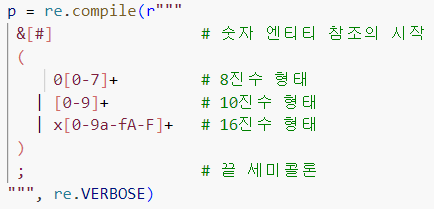 p = re.compile(r"""
&[#] # 숫자 엔티티 참조의 시작
(
0[0-7]+ # 8진수 형태
| [0-9]+ # 10진수 형태
| x[0-9a-fA-F]+ # 16진수 형태
)
; # 끝 세미콜론
""", re.VERBOSE)